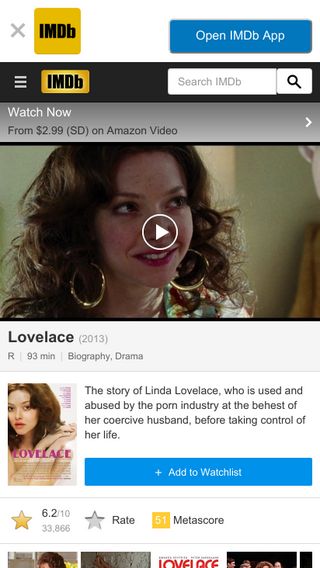 IMDb
Open IMDb App
IMDb
Search IMDb
Watch Now
From $2.99 (SD) on Amazon Video
Lovelace (2013)
R | 93 min | Biography, Drama
The story of Linda Lovelace, who is used and
abused by the porn industry at the behest of
her coercive husband, before taking control of
her life.
LOVELACE
+ Add to Watchlist
6.2/10
33,866
Rate
51 Metascore
LOVELACE